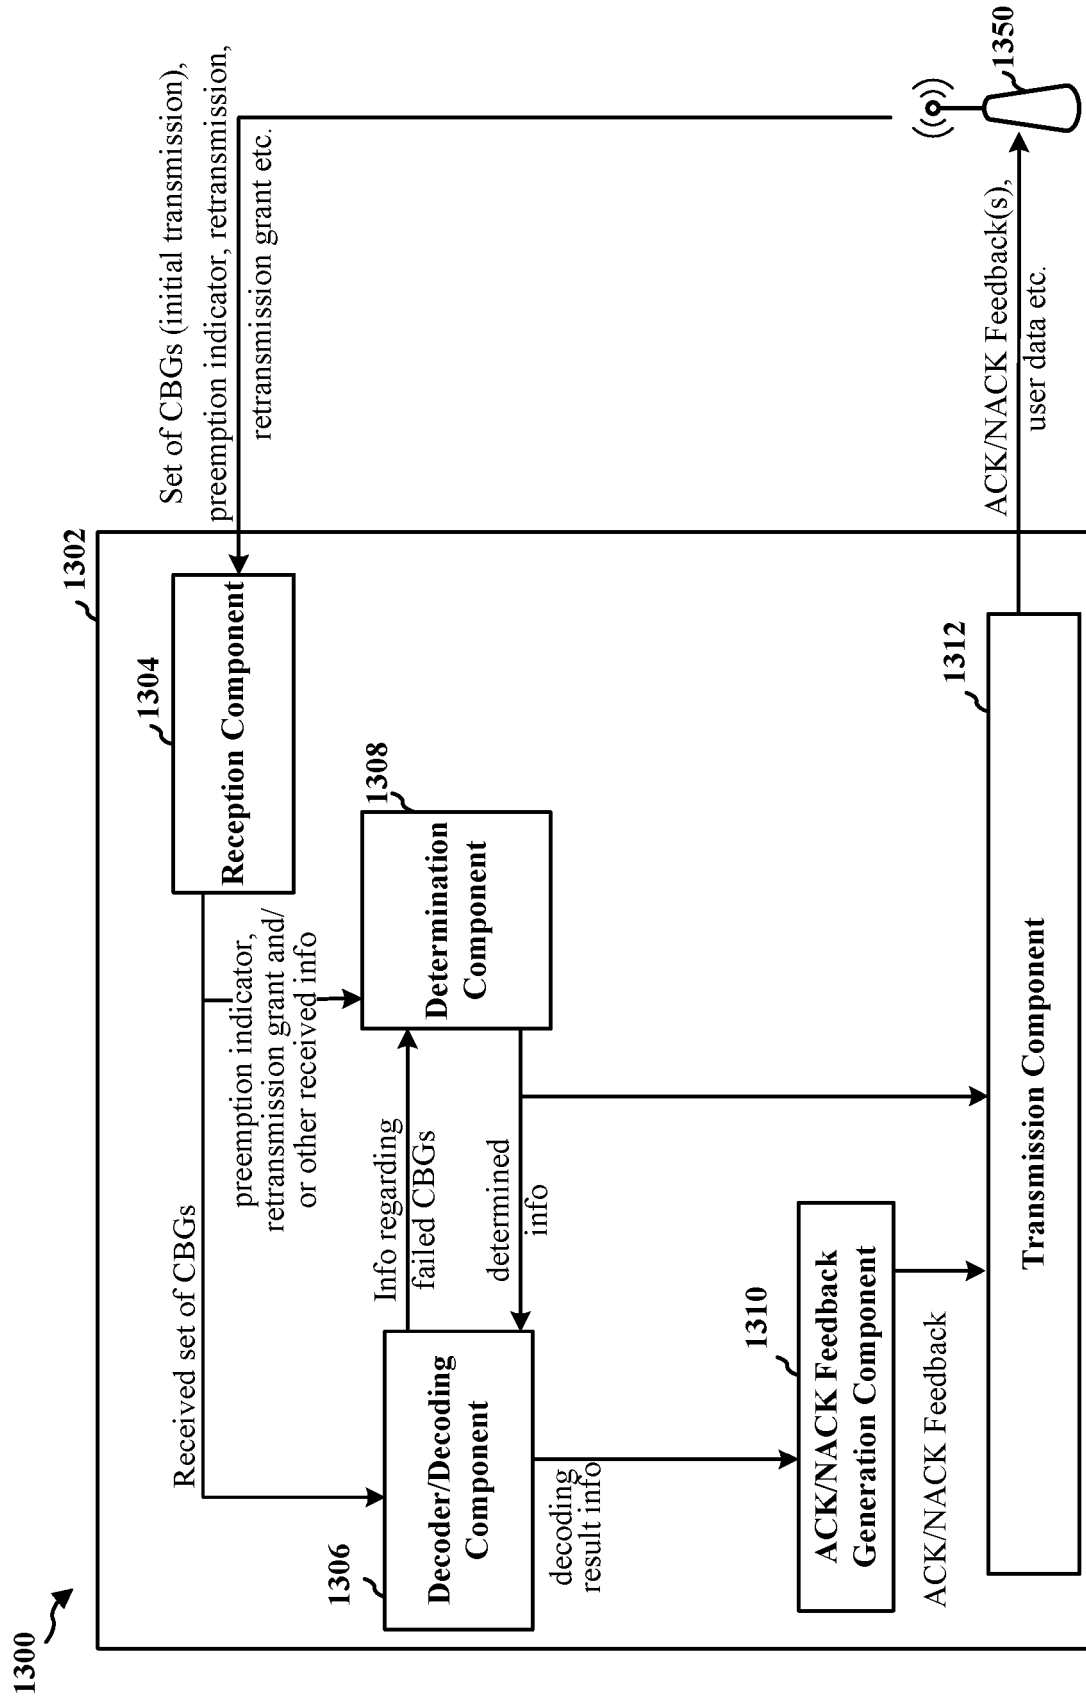 1300
1302
Set of CBGs (initial transmission),
preemption indicator, retransmission,
retransmission grant etc.
1304
Reception Component
Received set of CBGs
preemption indicator,
retransmission grant and/
or other received info
1308
Determination
Component
Info regarding
failed CBGs
determined
info
1306
Decoder/Decoding
Component
decoding
result info
1310
ACK/NACK Feedback
Generation Component
ACK/NACK Feedback
1312
Transmission Component
ACK/NACK Feedback(s),
user data etc.
1350